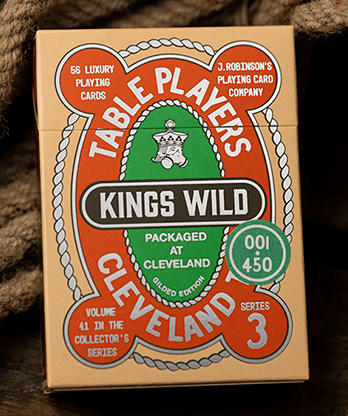 56 LUXURY
PLAYING
CARDS
J.ROBINSON'S
PLAYING CARD
COMPANY
TABLE PLAYERS
KINGS WILD
PACKAGED
AT
CLEVELAND
GILDED EDITION
001
450
CLEVELAND
VOLUME
41 IN THE
COLLECTOR'S
SERIES
SERIES
3